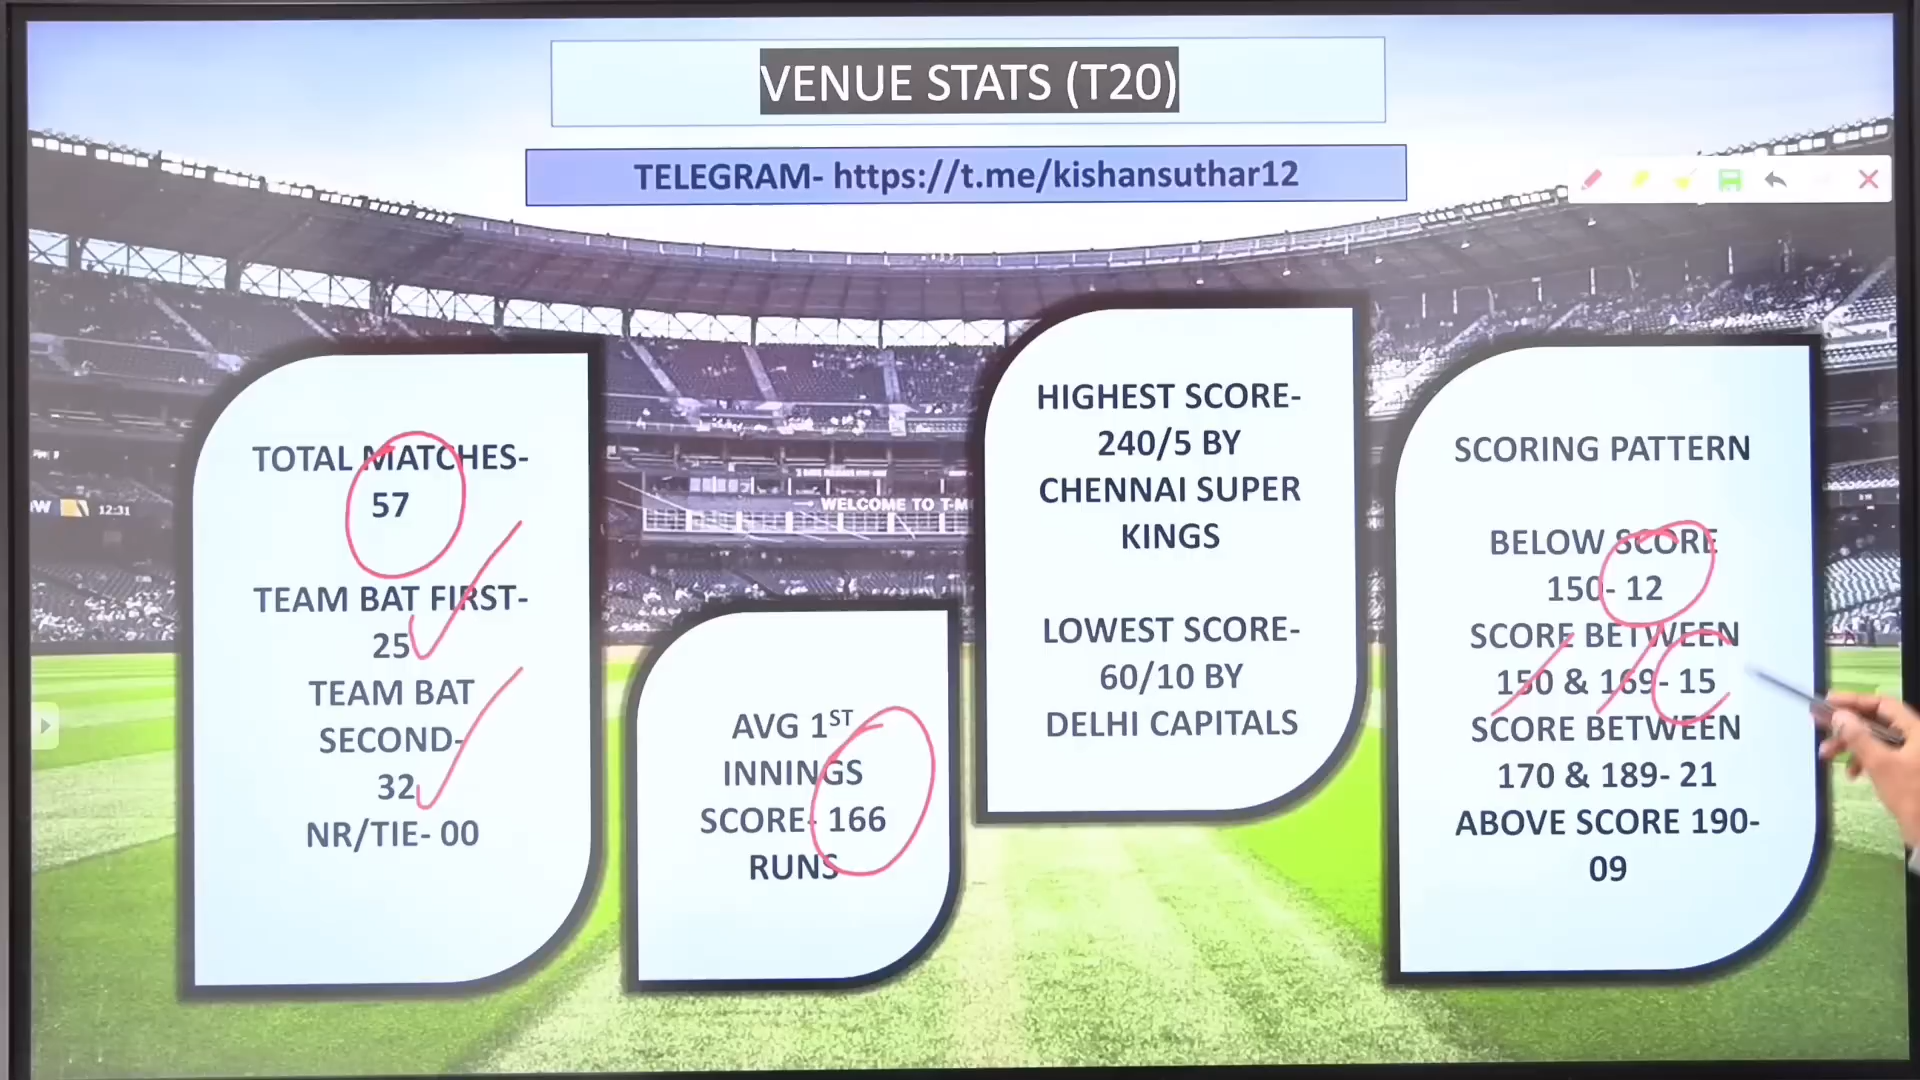 VENUE STATS (T20)
TELEGRAM- https://t.me/kishansuthar12
TOTAL MATCHES-
57
TEAM BAT FIRST-
25
TEAM BAT
SECOND-
32
NR/TIE- 00
AVG 1ST
INNINGS
SCORE- 166
RUNS
HIGHEST SCORE-
240/5 BY
CHENNAI SUPER
KINGS
LOWEST SCORE-
60/10 BY
DELHI CAPITALS
SCORING PATTERN
BELOW SCORE
150- 12
SCORE BETWEEN
150 & 169- 15
SCORE BETWEEN
170 & 189- 21
ABOVE SCORE 190-
09
WELCOME TO T-M
12:31